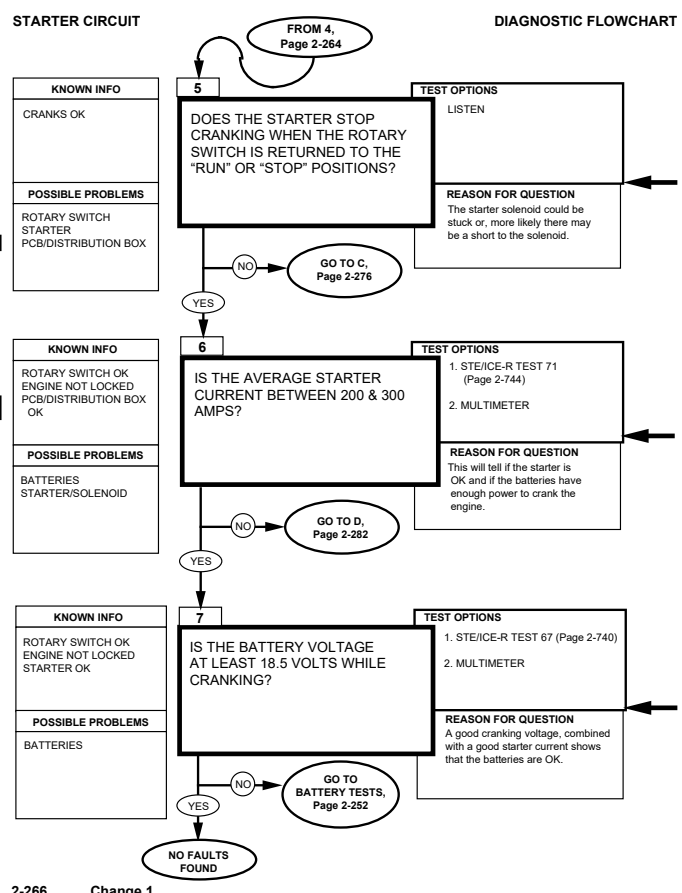 STARTER CIRCUIT
DIAGNOSTIC FLOWCHART
FROM 4,
Page 2-264
KNOWN INFO
CRANKS OK
POSSIBLE PROBLEMS
ROTARY SWITCH
STARTER
PCB/DISTRIBUTION BOX
5
DOES THE STARTER STOP
CRANKING WHEN THE ROTARY
SWITCH IS RETURNED TO THE
“RUN” OR “STOP” POSITIONS?
TEST OPTIONS
LISTEN
REASON FOR QUESTION
The starter solenoid could be
stuck or, more likely there may
be a short to the solenoid.
NO
GO TO C,
Page 2-276
YES
KNOWN INFO
ROTARY SWITCH OK
ENGINE NOT LOCKED
PCB/DISTRIBUTION BOX
OK
POSSIBLE PROBLEMS
BATTERIES
STARTER/SOLENOID
6
IS THE AVERAGE STARTER
CURRENT BETWEEN 200 & 300
AMPS?
TEST OPTIONS
1. STE/ICE-R TEST 71
(Page 2-744)
2. MULTIMETER
REASON FOR QUESTION
This will tell if the starter is
OK and if the batteries have
enough power to crank the
engine.
NO
GO TO D,
Page 2-282
YES
KNOWN INFO
ROTARY SWITCH OK
ENGINE NOT LOCKED
STARTER OK
POSSIBLE PROBLEMS
BATTERIES
7
IS THE BATTERY VOLTAGE
AT LEAST 18.5 VOLTS WHILE
CRANKING?
TEST OPTIONS
1. STE/ICE-R TEST 67 (Page 2-740)
2. MULTIMETER
REASON FOR QUESTION
A good cranking voltage, combined
with a good starter current shows
that the batteries are OK.
NO
GO TO
BATTERY TESTS,
Page 2-252
YES
NO FAULTS
FOUND
2-266 Change 1